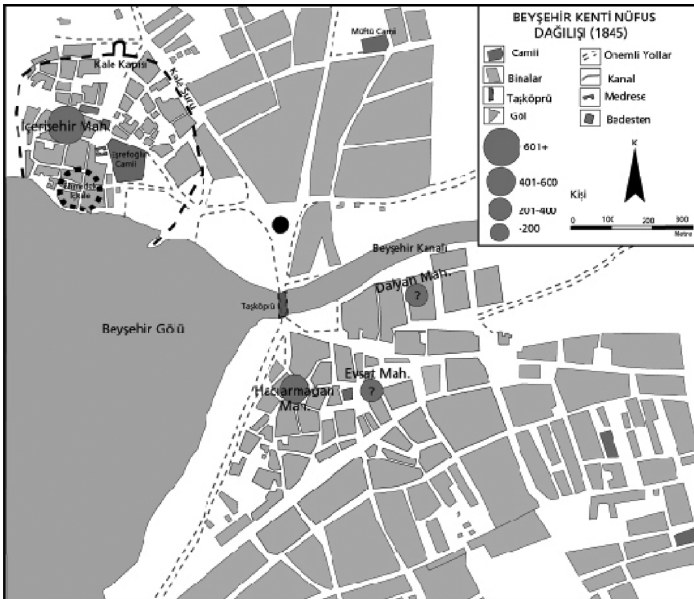 BEYŞEHİR KENTİ NÜFUS
DAĞILIŞI (1845)
Camii
Binalar
Taşköprü
Göl
Önemli Yollar
Kanal
Medrese
Bedesten
601+
401-600
201-400
-200
Kişi
K
0 100 200 300
Metre
Müftü Camii
Kale Kapısı
Kale Suru
İçerişehir Mah.
Eşrefoğlu
Camii
Beyşehir Kanalı
Dalyan Mah.
?
Taşköprü
Beyşehir Gölü
Evsat Mah.
?
Hacıarmağan
Mah.